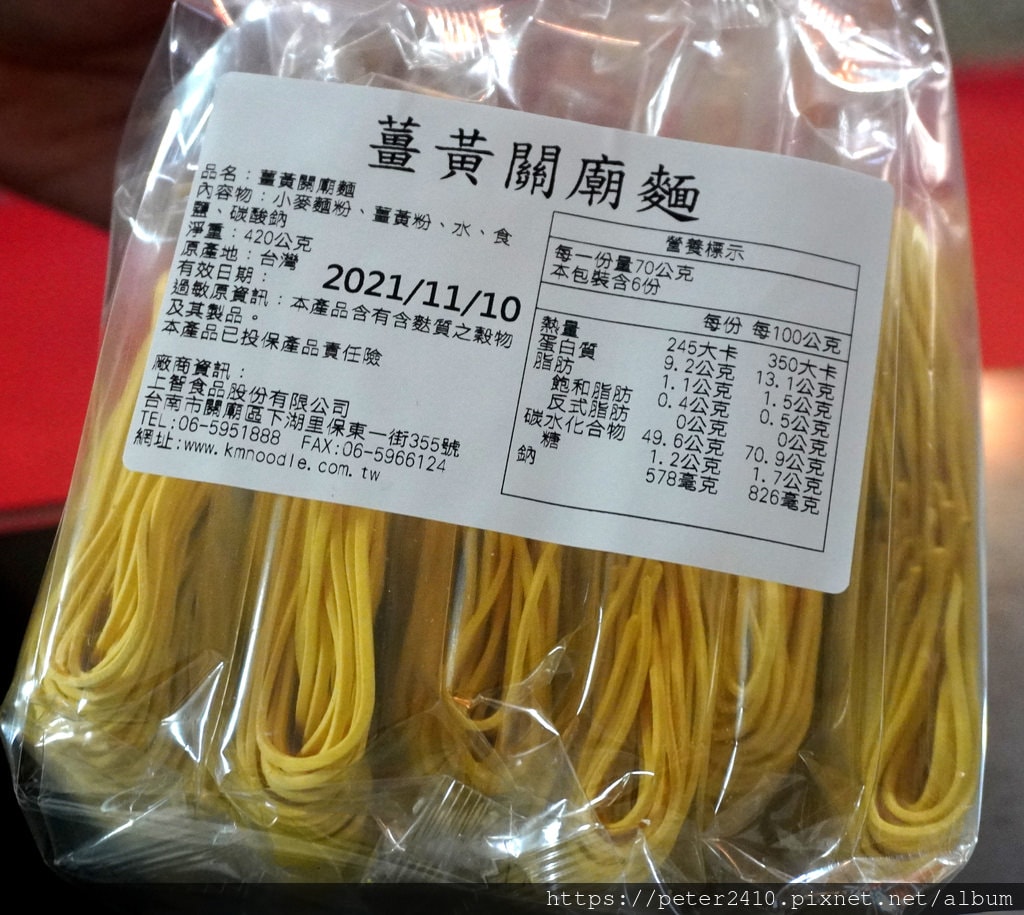 薑黃關廟麵
品名：薑黃關廟麵
內容物：小麥麵粉、薑黃粉、水、食
鹽、碳酸鈉
淨重：420公克
原產地：台灣
有效日期：
2021/11/10
過敏原資訊：本產品含有含麩質之穀物
及其製品。
本產品已投保產品責任險
廠商資訊：
上智食品股份有限公司
台南市關廟區下湖里保東一街355號
TEL:06-5951888 FAX:06-5966124
網址:www.kmnoodle.com.tw
營養標示
每一份量70公克
本包裝含6份
每份 每100公克
熱量 245大卡 350大卡
蛋白質 9.2公克 13.1公克
脂肪 1.1公克 1.5公克
飽和脂肪 0.4公克 0.5公克
反式脂肪 0公克 0公克
碳水化合物 49.6公克 70.9公克
糖 1.2公克 1.7公克
鈉 578毫克 826毫克
https://peter2410.pixnet.net/album